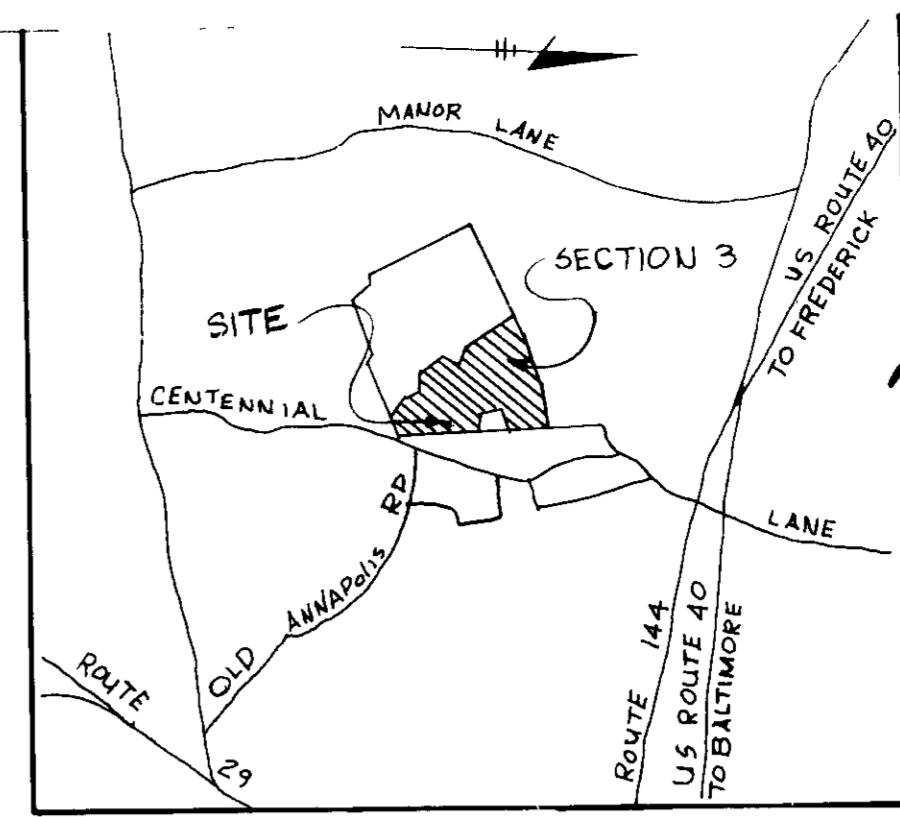 MANOR LANE
US ROUTE 40
TO FREDERICK
SECTION 3
SITE
CENTENNIAL
LANE
RD
ANNAPOLIS
OLD
ROUTE
29
ROUTE 144
US ROUTE 40
TO BALTIMORE